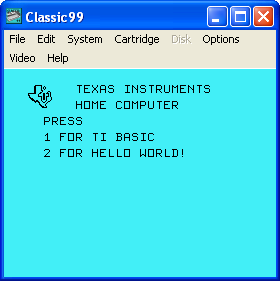 Classic99
File Edit System Cartridge Disk Options
Video Help
TEXAS INSTRUMENTS
HOME COMPUTER
PRESS
1 FOR TI BASIC
2 FOR HELLO WORLD!